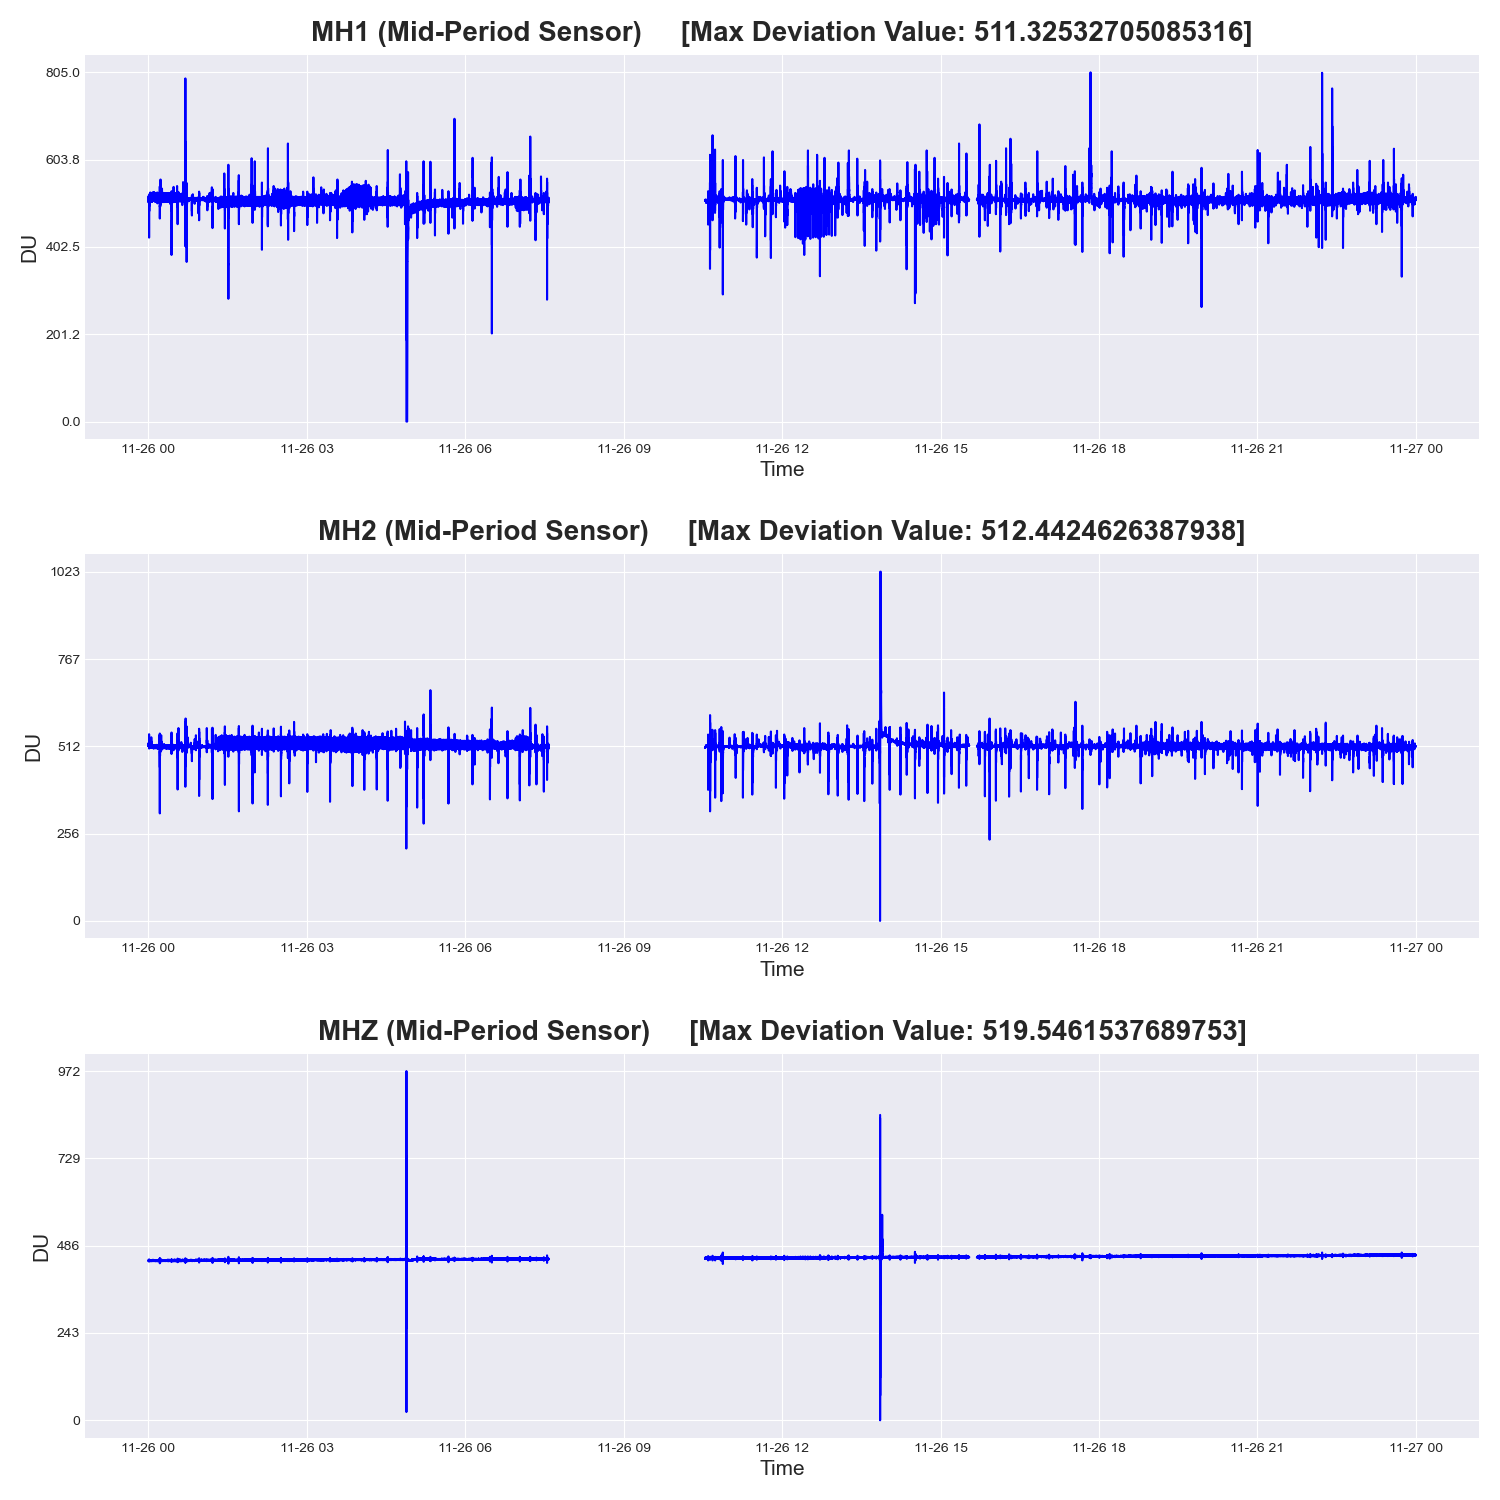 MH1 (Mid-Period Sensor) [Max Deviation Value: 511.32532705085316]
805.0
603.8
402.5
201.2
0.0
DU
11-26 00 11-26 03 11-26 06 11-26 09 11-26 12 11-26 15 11-26 18 11-26 21 11-27 00
Time
MH2 (Mid-Period Sensor) [Max Deviation Value: 512.4424626387938]
1023
767
512
256
0
DU
11-26 00 11-26 03 11-26 06 11-26 09 11-26 12 11-26 15 11-26 18 11-26 21 11-27 00
Time
MHZ (Mid-Period Sensor) [Max Deviation Value: 519.5461537689753]
972
729
486
243
0
DU
11-26 00 11-26 03 11-26 06 11-26 09 11-26 12 11-26 15 11-26 18 11-26 21 11-27 00
Time